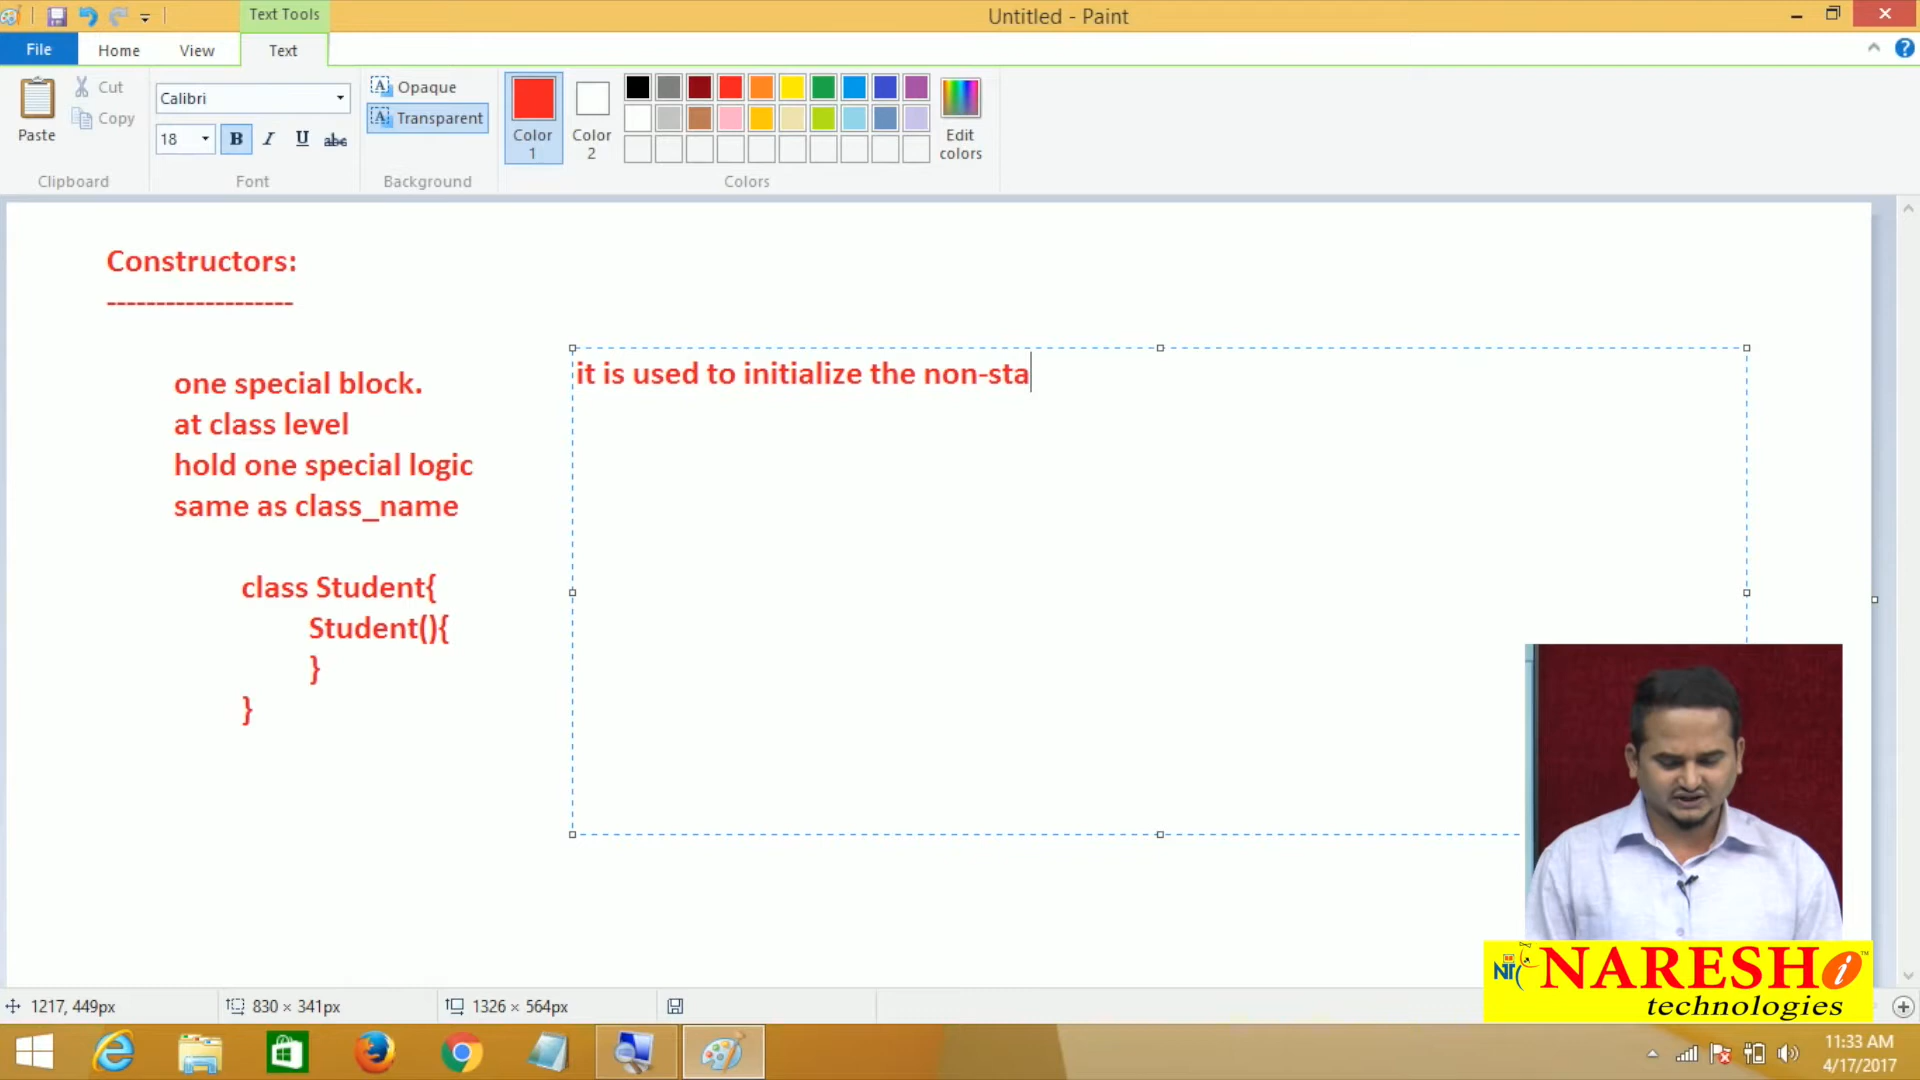 Text Tools
Untitled - Paint
File
Home
View
Text
Paste
Cut
Copy
Clipboard
Calibri
18
B I U abc
Font
A Opaque
A Transparent
Background
Color 1
Color 2
Edit colors
Colors
Constructors:
-------------------
one special block.
at class level
hold one special logic
same as class_name
class Student{
Student(){
}
}
it is used to initialize the non-sta
NARESH i
technologies
1217, 449px
830 × 341px
1326 × 564px
11:33 AM
4/17/2017